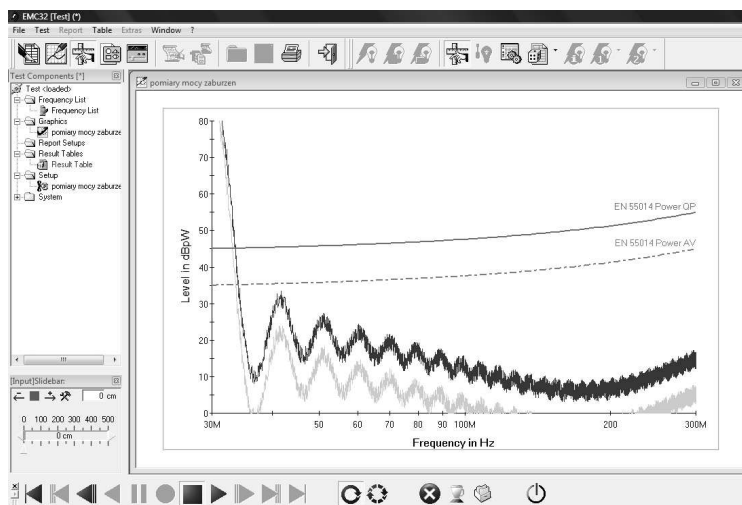 EMC32 [Test] (*)
File Test Report Table Extras Window ?
Test Components [*]
Test <loaded>
Frequency List
Frequency List
Graphics
pomiary mocy zaburze
Report Setups
Result Tables
Result Table
Setup
pomiary mocy zaburze
System
[Input]Slidebar:
0 cm
0 100 200 300 400 500
0 cm
pomiary mocy zaburzen
Level in dBpW
80
70
60
50
40
30
20
10
0
EN 55014 Power QP
EN 55014 Power AV
30M 50 60 70 80 90 100M 200 300M
Frequency in Hz